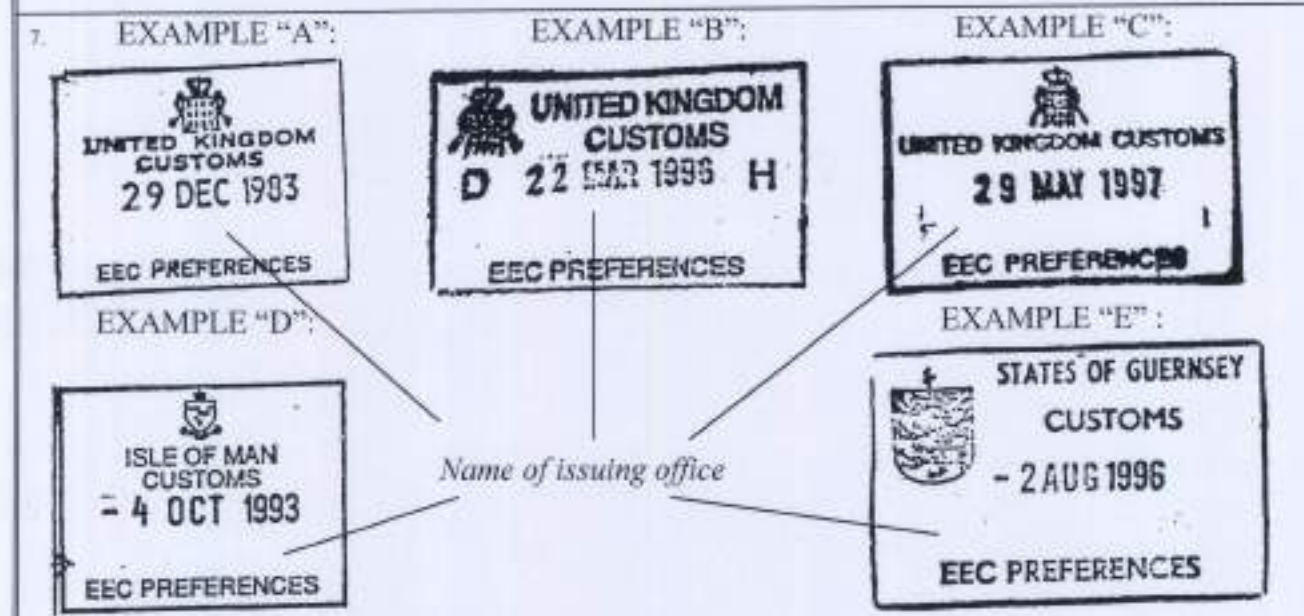 7.
EXAMPLE “A”:
UNITED KINGDOM
CUSTOMS
29 DEC 1983
EEC PREFERENCES
EXAMPLE “B”:
UNITED KINGDOM
CUSTOMS
D 22 MAR 1996 H
EEC PREFERENCES
EXAMPLE “C”:
UNITED KINGDOM CUSTOMS
29 MAY 1997
EEC PREFERENCES
EXAMPLE “D”:
ISLE OF MAN
CUSTOMS
- 4 OCT 1993
EEC PREFERENCES
Name of issuing office
EXAMPLE “E” :
STATES OF GUERNSEY
CUSTOMS
- 2 AUG 1996
EEC PREFERENCES